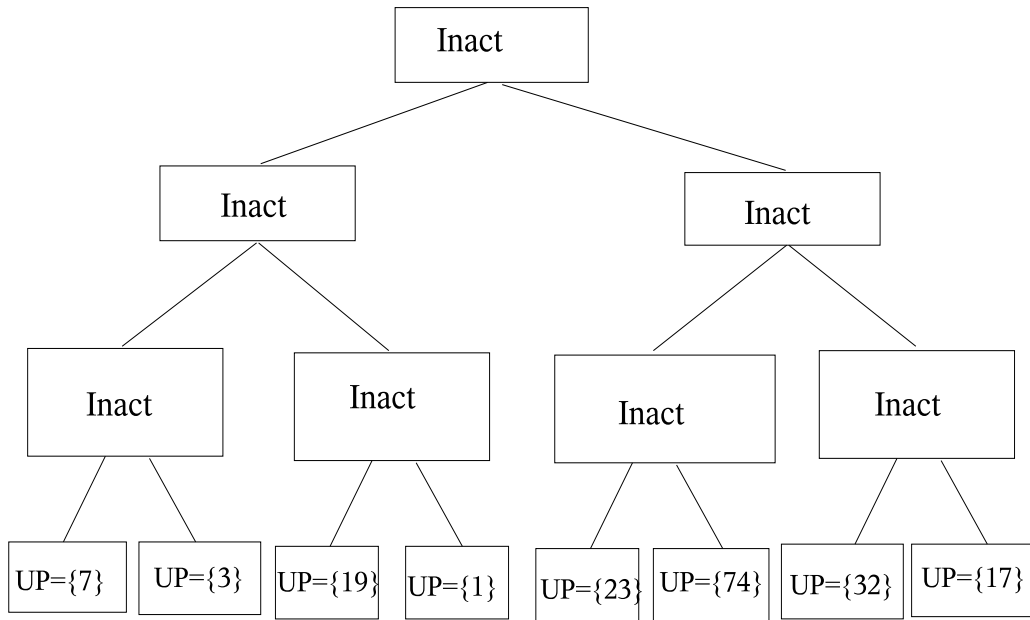 Inact
Inact
Inact
Inact
Inact
Inact
Inact
UP={7}
UP={3}
UP={19}
UP={1}
UP={23}
UP={74}
UP={32}
UP={17}